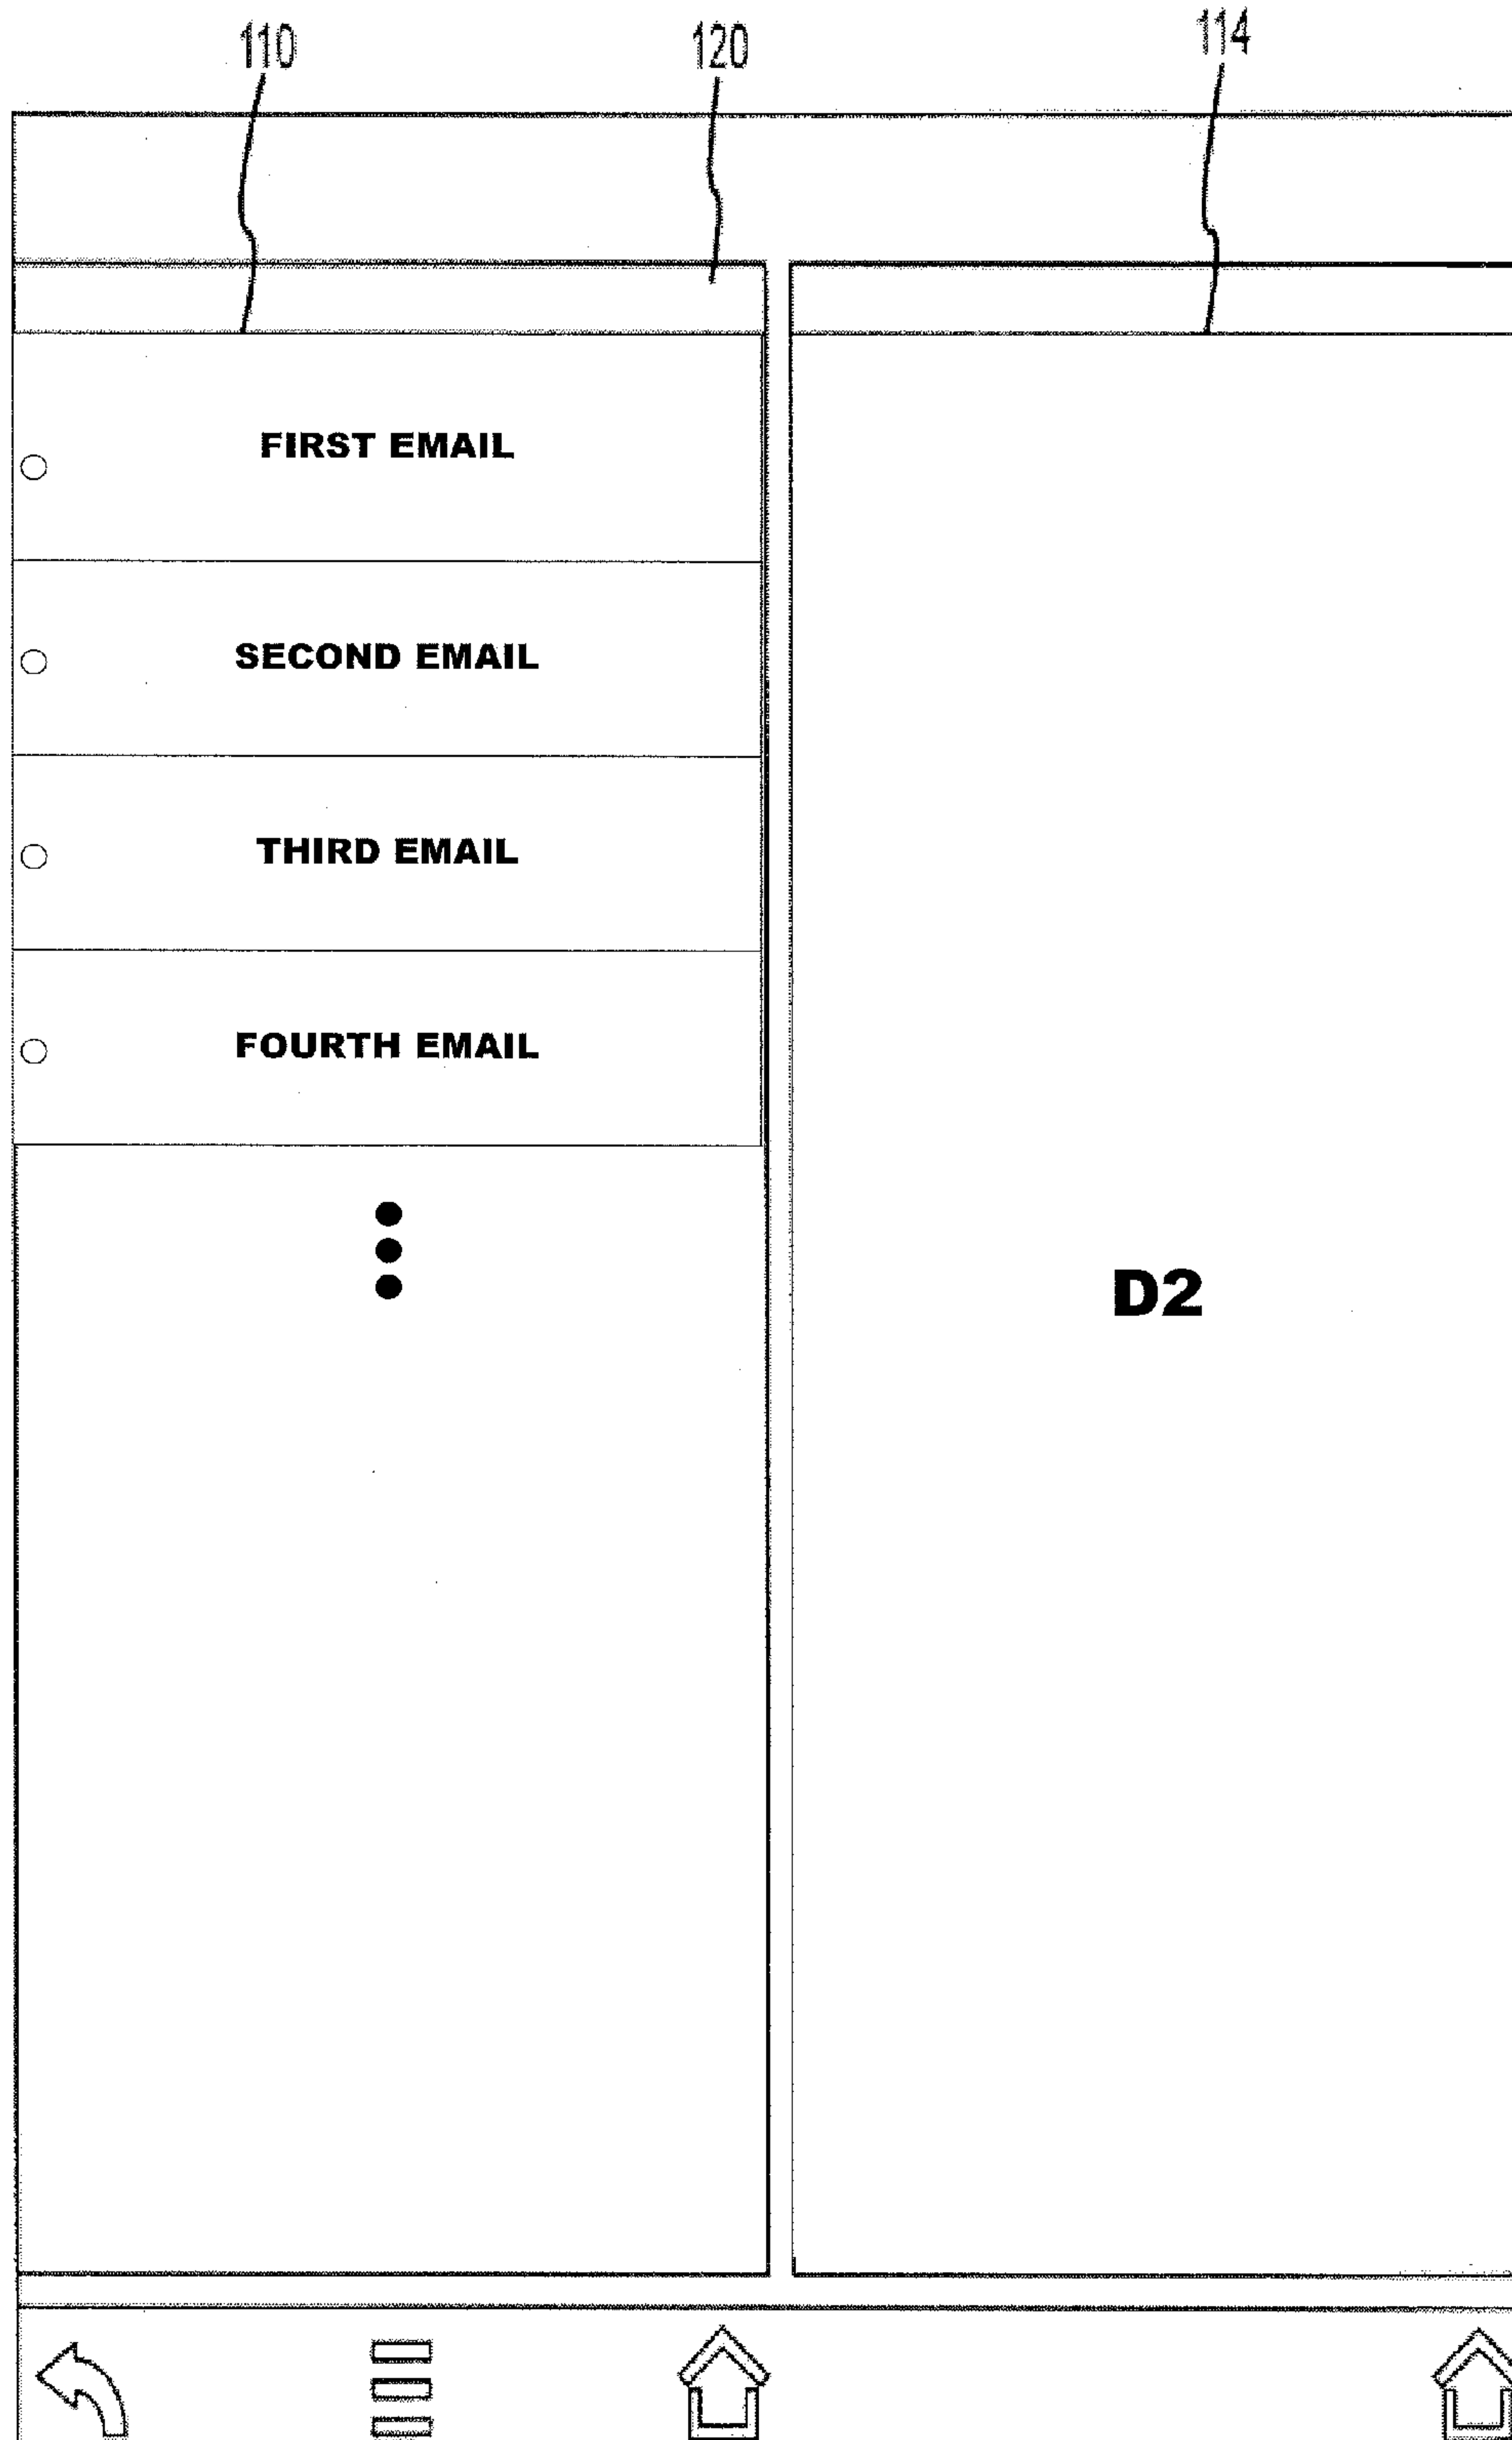 110 120 114
FIRST EMAIL
SECOND EMAIL
THIRD EMAIL
FOURTH EMAIL
D2